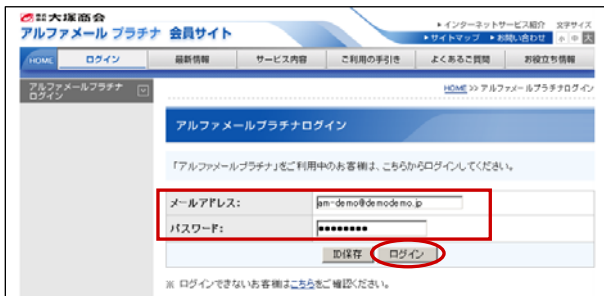 株式会社大塚商会
アルファメール プラチナ 会員サイト
インターネットサービス紹介 文字サイズ
サイトマップ お問い合わせ 小 中 大
HOME ログイン 最新情報 サービス内容 ご利用の手引き よくあるご質問 お役立ち情報
アルファメールプラチナ
ログイン
HOME >> アルファメールプラチナログイン
アルファメールプラチナログイン
「アルファメールプラチナ」をご利用中のお客様は、こちらからログインしてください。
メールアドレス: am-demo@demodemo.jp
パスワード: ●●●●●●●●
ID保存 ログイン
※ ログインできないお客様はこちらをご確認ください。